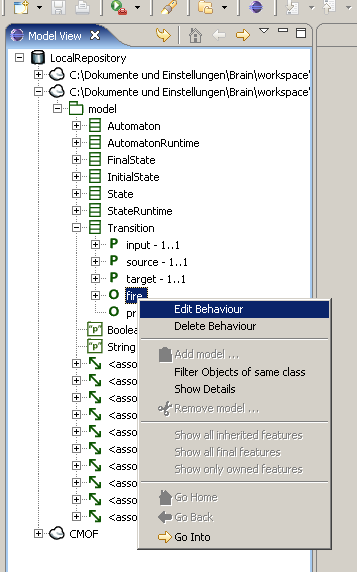 Model View
LocalRepository
C:\Dokumente und Einstellungen\Brain\workspace\
C:\Dokumente und Einstellungen\Brain\workspace\
model
Automaton
AutomatonRuntime
FinalState
InitialState
State
StateRuntime
Transition
input - 1..1
source - 1..1
target - 1..1
fire
Edit Behaviour
Delete Behaviour
Add model ...
Filter Objects of same class
Show Details
Remove model ...
Show all inherited features
Show all final features
Show only owned features
Go Home
Go Back
Go Into
pr
Boolea
String
<asso
<asso
<asso
<asso
<asso
<asso
<asso
<asso
<asso
<asso
CMOF